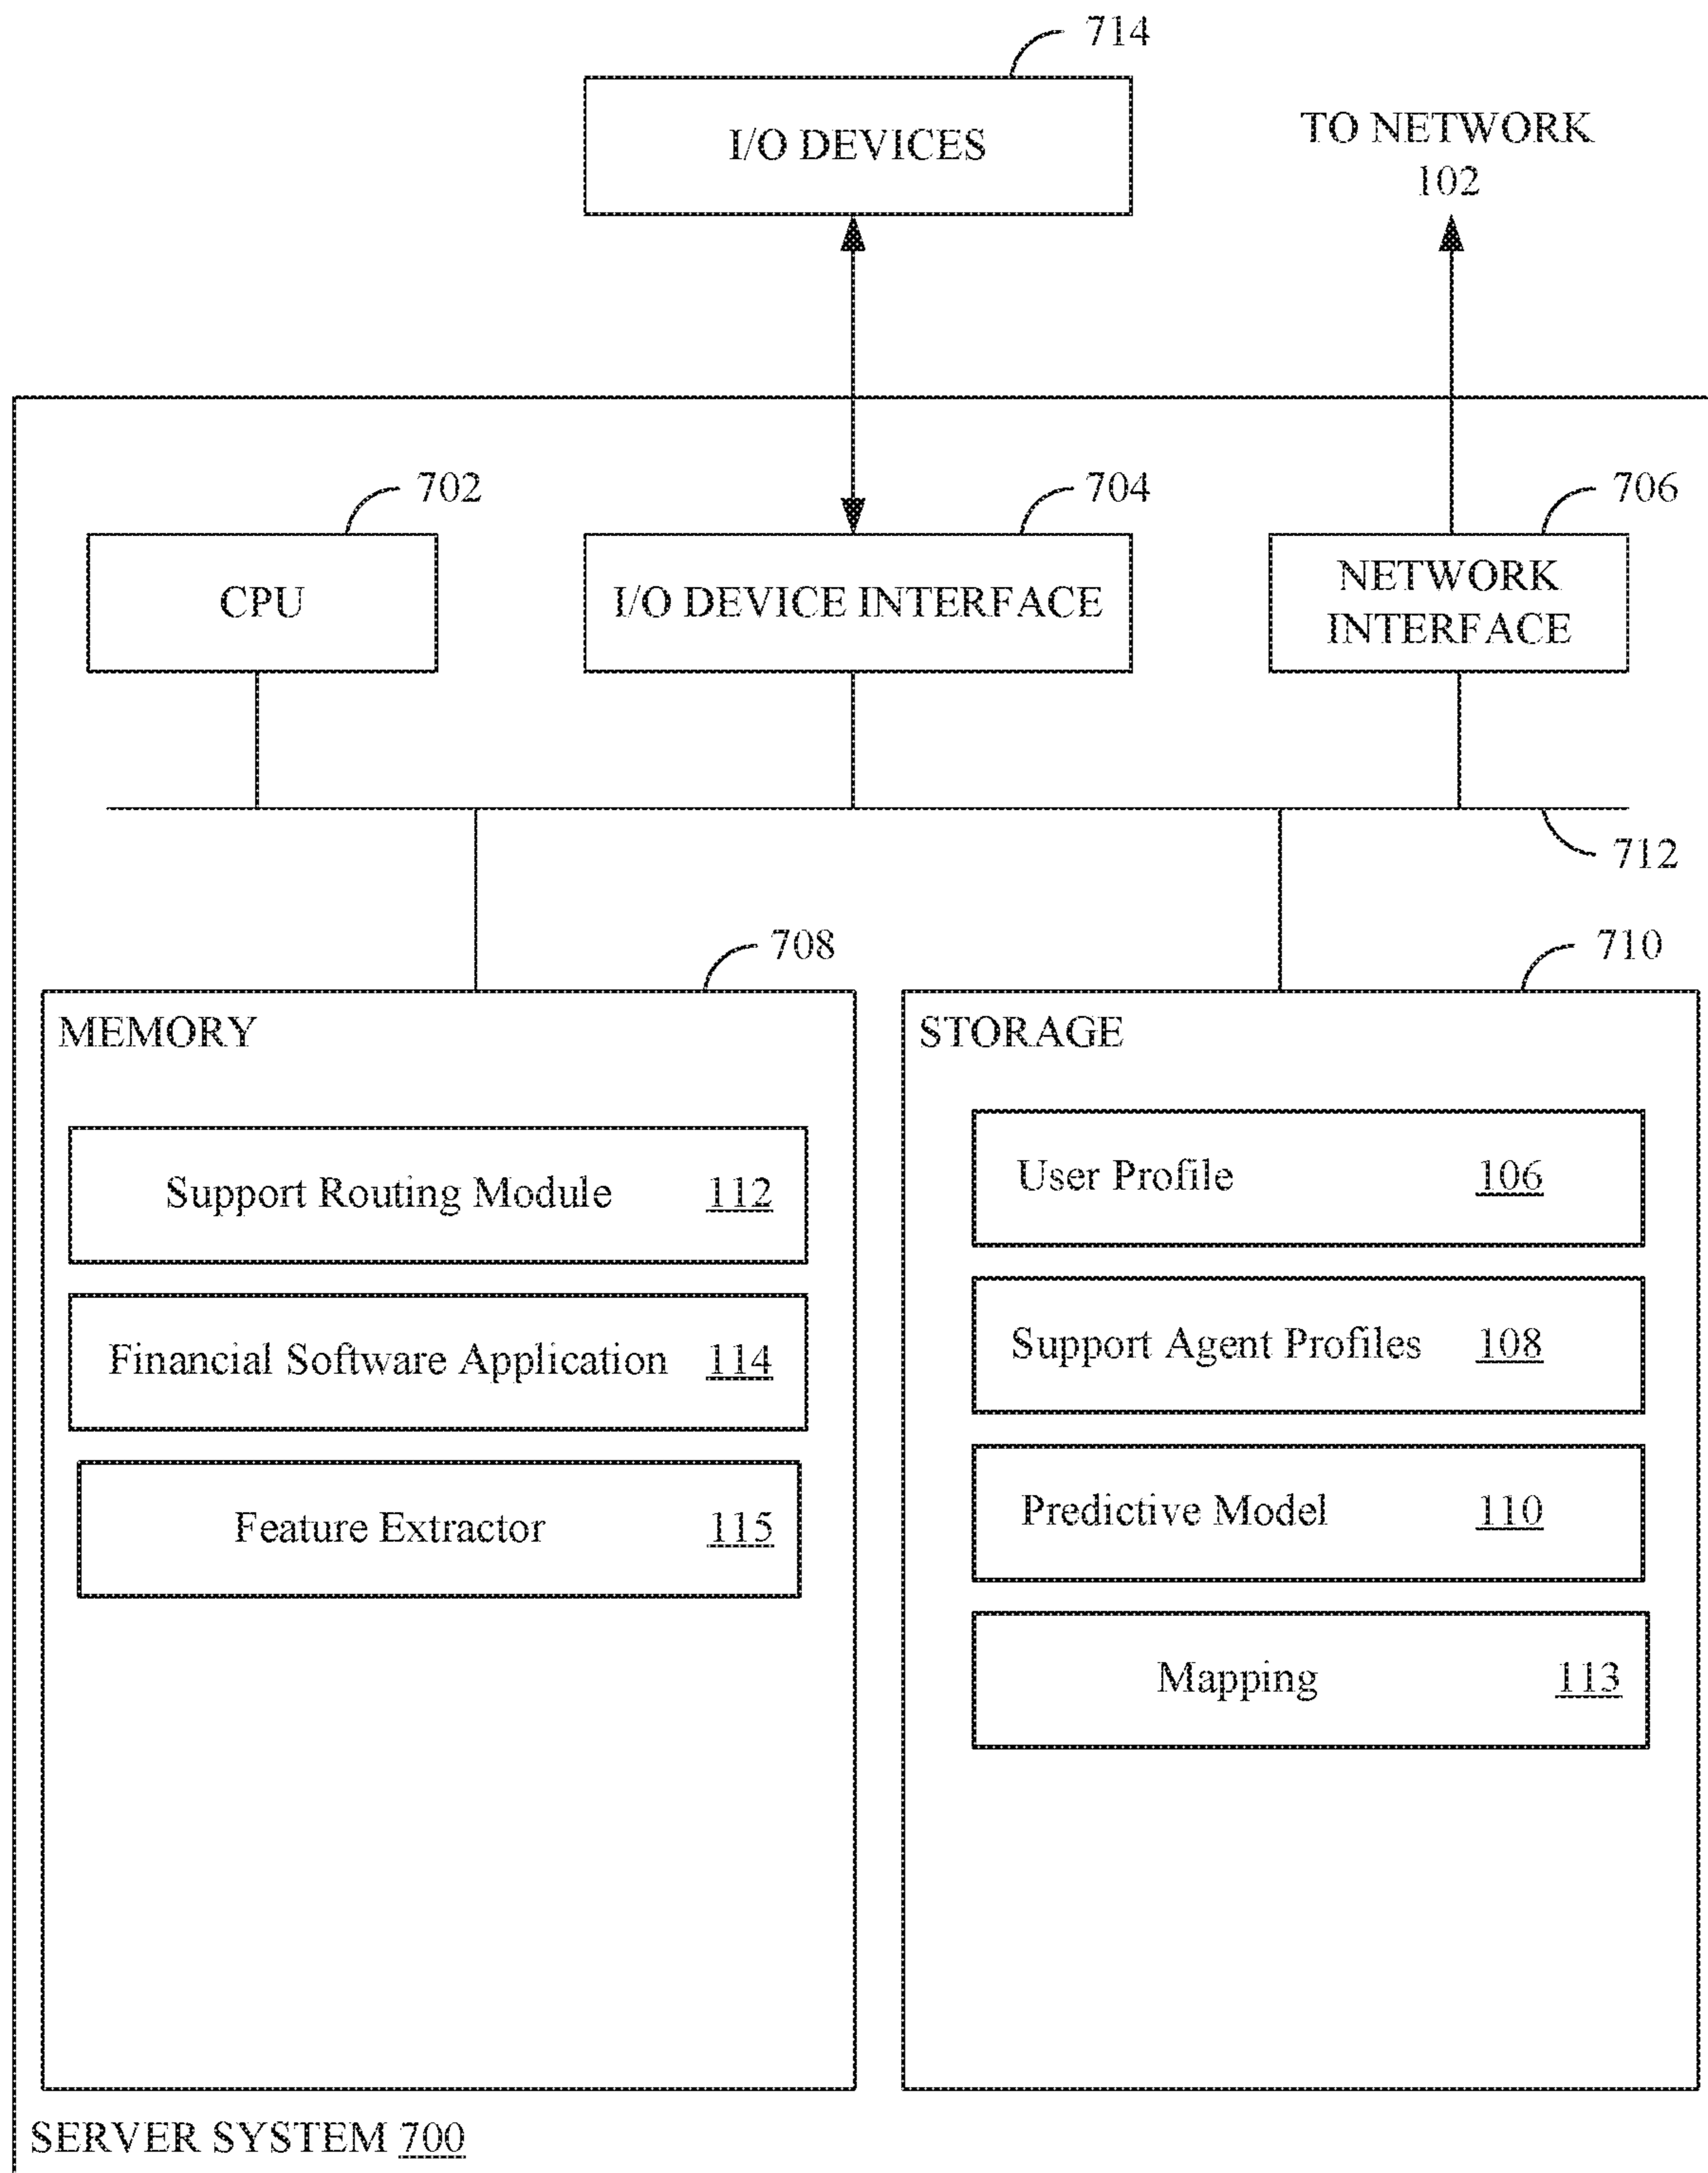 714
I/O DEVICES
TO NETWORK
102
702
704
706
CPU
I/O DEVICE INTERFACE
NETWORK
INTERFACE
712
708
710
MEMORY
Support Routing Module 112
Financial Software Application 114
Feature Extractor 115
STORAGE
User Profile 106
Support Agent Profiles 108
Predictive Model 110
Mapping 113
SERVER SYSTEM 700